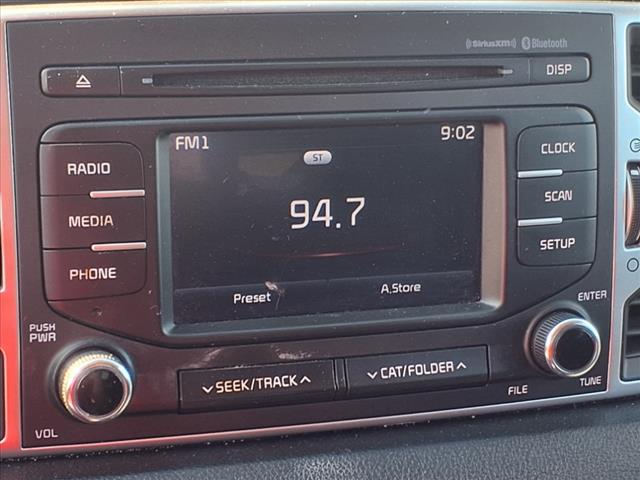 SiriusXM Bluetooth
DISP
RADIO
MEDIA
PHONE
FM1
ST
9:02
94.7
Preset
A.Store
CLOCK
SCAN
SETUP
PUSH
PWR
VOL
SEEK/TRACK
CAT/FOLDER
ENTER
FILE
TUNE